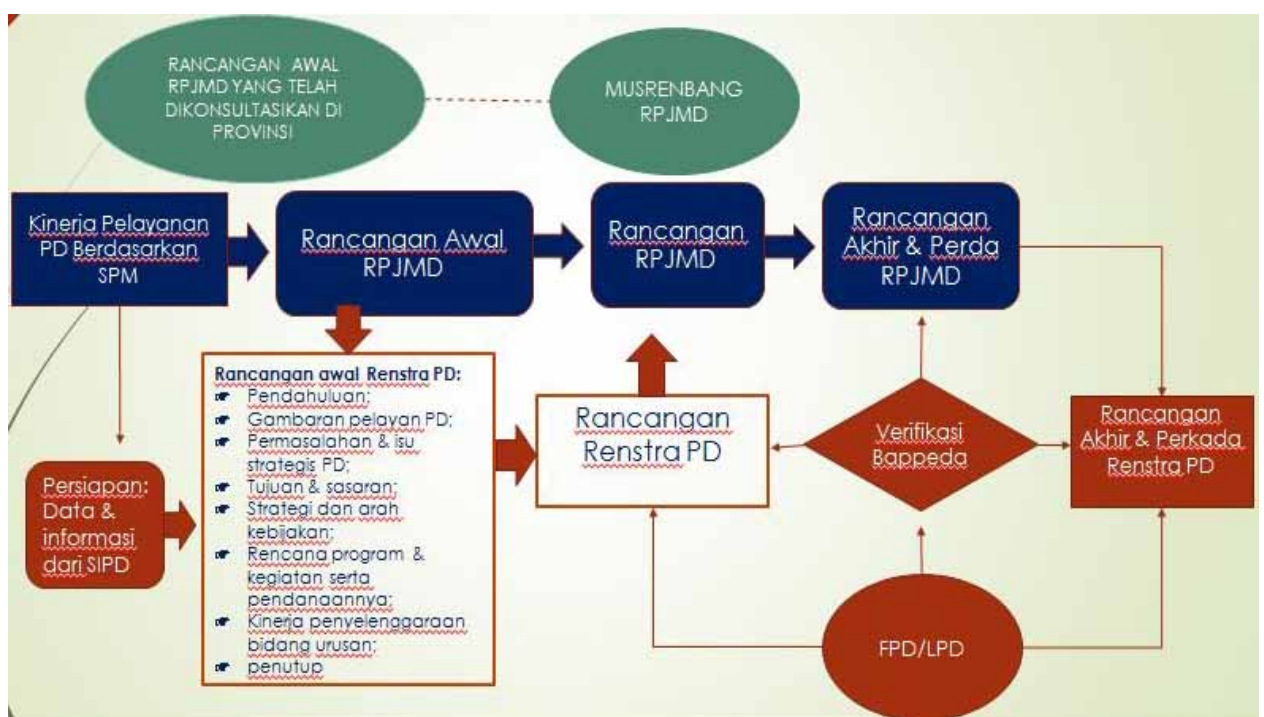 RANCANGAN AWAL
RPJMD YANG TELAH
DIKONSULTASIKAN DI
PROVINSI
MUSRENBANG
RPJMD
Kinerja Pelayanan
PD Berdasarkan
SPM
Rancangan Awal
RPJMD
Rancangan
RPJMD
Rancangan
Akhir & Perda
RPJMD
Persiapan:
Data &
informasi
dari SIPD
Rancangan awal Renstra PD:
☛ Pendahuluan;
☛ Gambaran pelayan PD;
☛ Permasalahan & isu
strategis PD;
☛ Tujuan & sasaran;
☛ Strategi dan arah
kebijakan;
☛ Rencana program &
kegiatan serta
pendanaannya;
☛ Kinerja penyelenggaraan
bidang urusan;
☛ penutup
Rancangan
Renstra PD
Verifikasi
Bappeda
Rancangan
Akhir & Perkada
Renstra PD
FPD/LPD